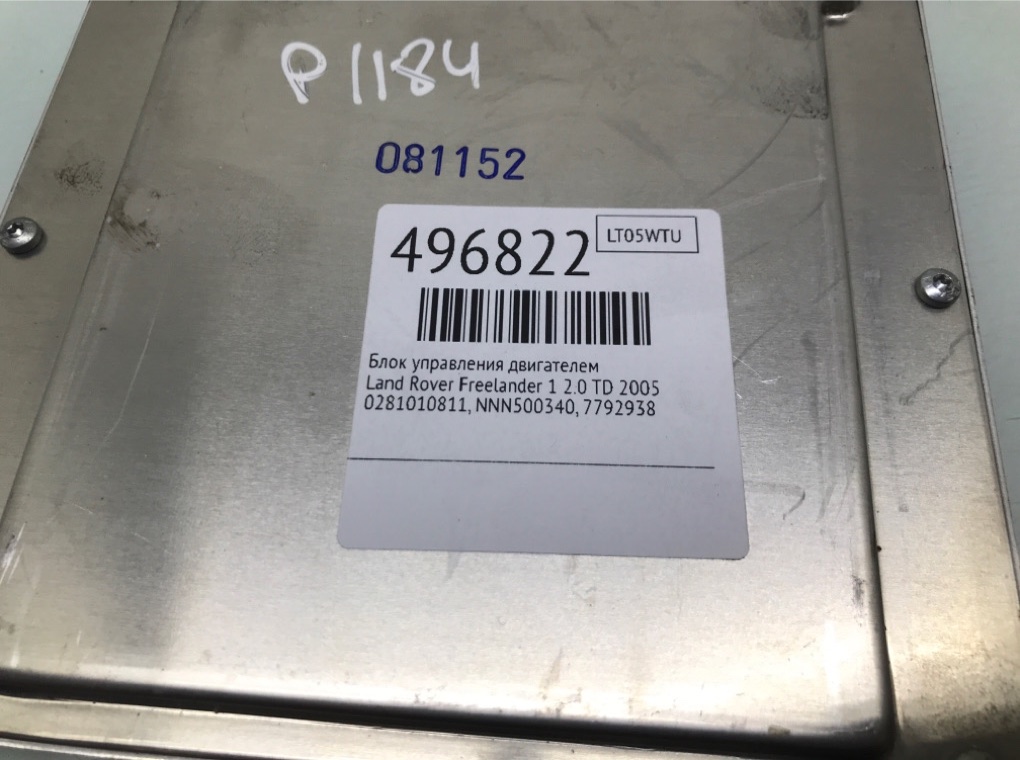 P1184
081152
496822 LT05WTU
Блок управления двигателем
Land Rover Freelander 1 2.0 TD 2005
0281010811, NNN500340, 7792938